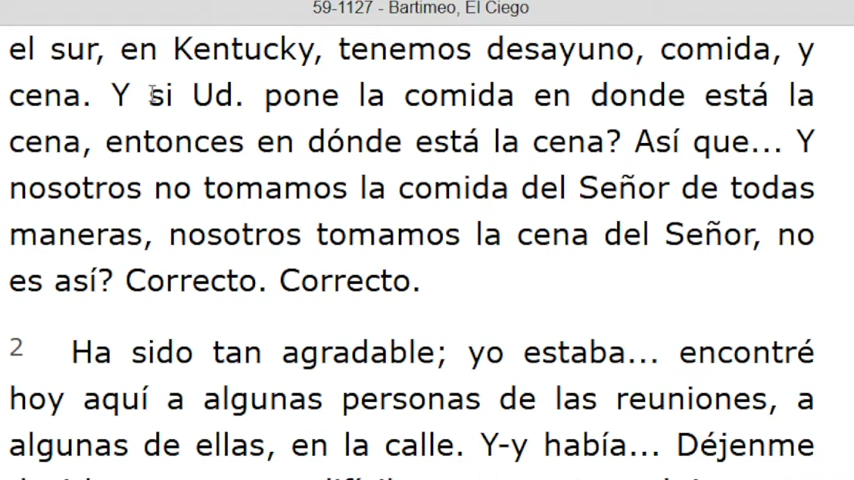 59-1127 - Bartimeo, El Ciego
el sur, en Kentucky, tenemos desayuno, comida, y
cena. Y si Ud. pone la comida en donde está la
cena, entonces en dónde está la cena? Así que... Y
nosotros no tomamos la comida del Señor de todas
maneras, nosotros tomamos la cena del Señor, no
es así? Correcto. Correcto.
2 Ha sido tan agradable; yo estaba... encontré
hoy aquí a algunas personas de las reuniones, a
algunas de ellas, en la calle. Y-y había... Déjenme